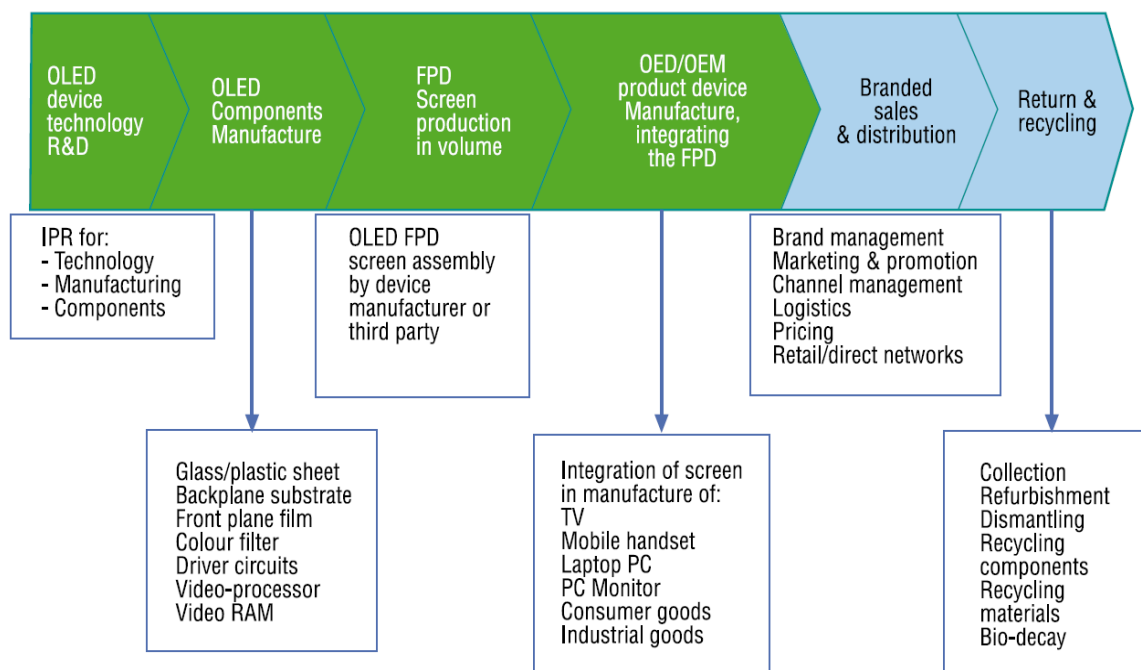 OLED
device
technology
R&D
OLED
Components
Manufacture
FPD
Screen
production
in volume
OED/OEM
product device
Manufacture,
integrating
the FPD
Branded
sales
& distribution
Return &
recycling
IPR for:
- Technology
- Manufacturing
- Components
OLED FPD
screen assembly
by device
manufacturer or
third party
Brand management
Marketing & promotion
Channel management
Logistics
Pricing
Retail/direct networks
Glass/plastic sheet
Backplane substrate
Front plane film
Colour filter
Driver circuits
Video-processor
Video RAM
Integration of screen
in manufacture of:
TV
Mobile handset
Laptop PC
PC Monitor
Consumer goods
Industrial goods
Collection
Refurbishment
Dismantling
Recycling
components
Recycling
materials
Bio-decay